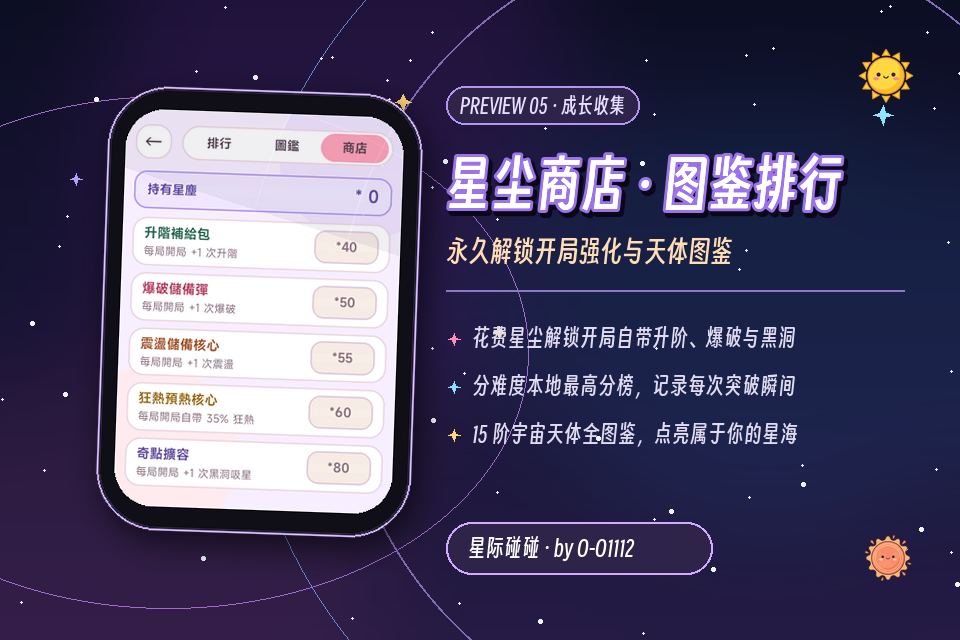 PREVIEW 05 · 成长收集
星尘商店 · 图鉴排行
永久解锁开局强化与天体图鉴
花费星尘解锁开局自带升阶、爆破与黑洞
分难度本地最高分榜，记录每次突破瞬间
15 阶宇宙天体全图鉴，点亮属于你的星海
星际碰碰 · by O-O1112
← 排行 圖鑑 商店
持有星塵 * 0
升階補給包
每局開局 +1 次升階
*40
爆破儲備彈
每局開局 +1 次爆破
*50
震盪儲備核心
每局開局 +1 次震盪
*55
狂熱預熱核心
每局開局自帶 35% 狂熱
*60
奇點擴容
每局開局 +1 次黑洞吸星
*80